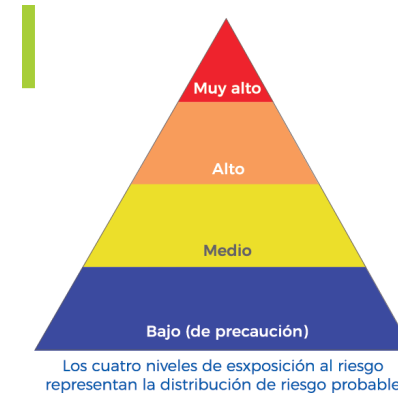 Muy alto
Alto
Medio
Bajo (de precaución)
Los cuatro niveles de esxposición al riesgo
representan la distribución de riesgo probable